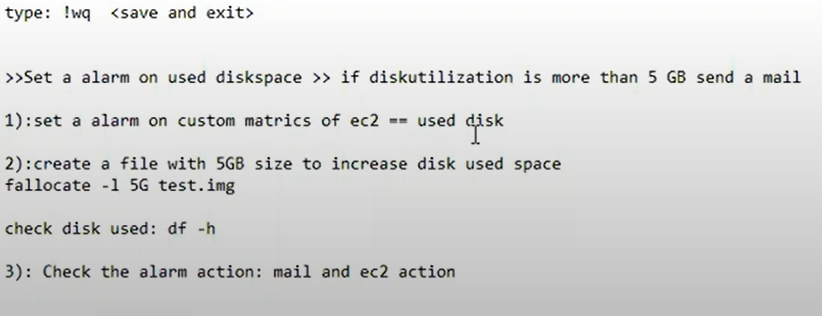 type: !wq <save and exit>
>>Set a alarm on used diskspace >> if diskutilization is more than 5 GB send a mail
1):set a alarm on custom matrics of ec2 == used disk
2):create a file with 5GB size to increase disk used space
fallocate -l 5G test.img
check disk used: df -h
3): Check the alarm action: mail and ec2 action